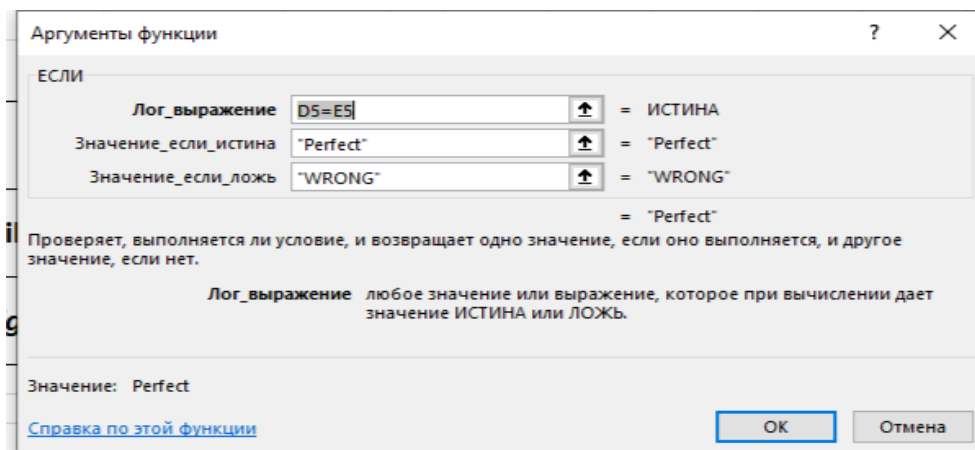 Аргументы функции ? ×
ЕСЛИ
Лог_выражение D5=E5 = ИСТИНА
Значение_если_истина "Perfect" = "Perfect"
Значение_если_ложь "WRONG" = "WRONG"
= "Perfect"
Проверяет, выполняется ли условие, и возвращает одно значение, если оно выполняется, и другое
значение, если нет.
Лог_выражение любое значение или выражение, которое при вычислении дает
значение ИСТИНА или ЛОЖЬ.
Значение: Perfect
Справка по этой функции ОК Отмена